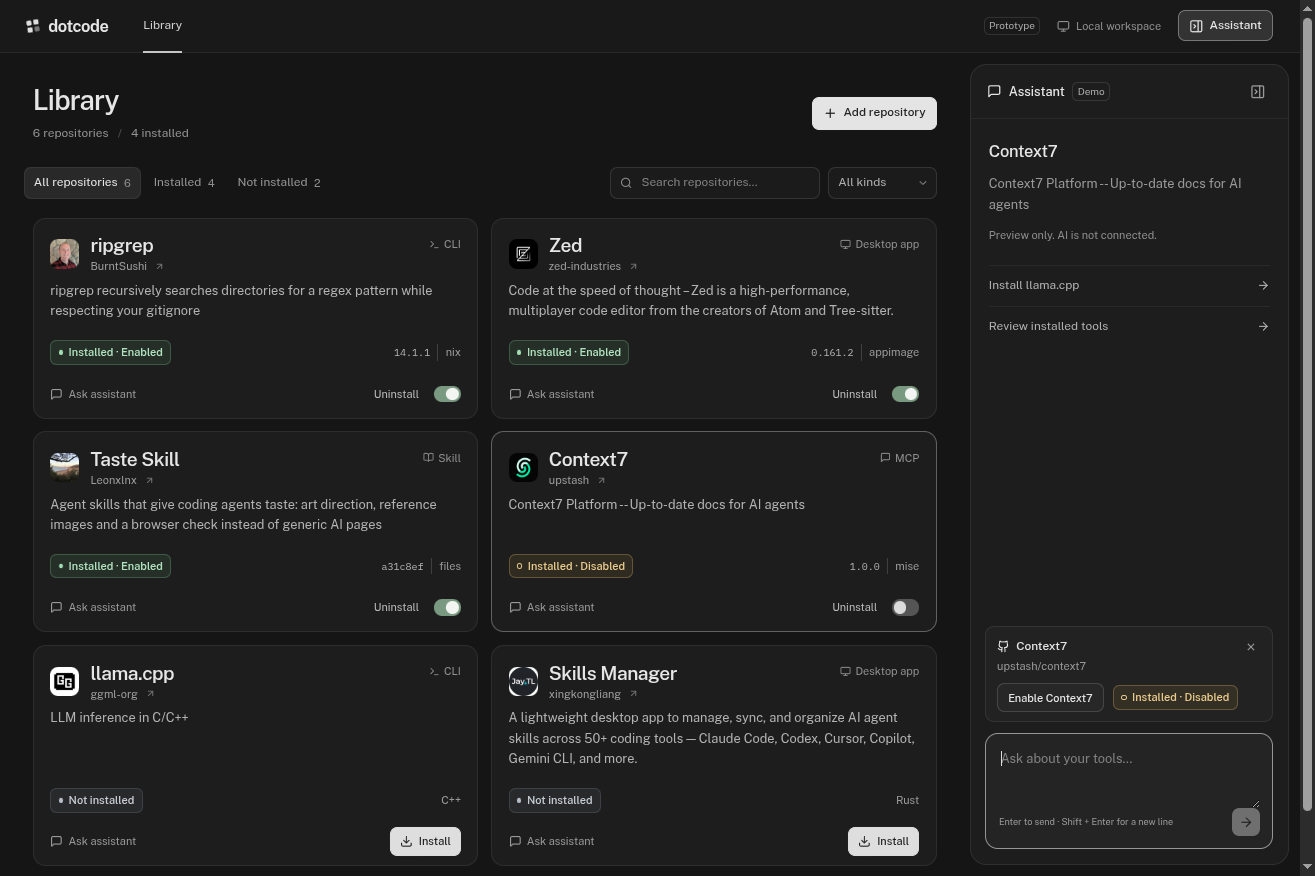 dotcode
Library
Prototype
Local workspace
Assistant
Library
6 repositories / 4 installed
Add repository
All repositories 6
Installed 4
Not installed 2
Search repositories...
All kinds
ripgrep
CLI
BurntSushi
ripgrep recursively searches directories for a regex pattern while
respecting your gitignore
Installed · Enabled
14.1.1 | nix
Ask assistant
Uninstall
Zed
Desktop app
zed-industries
Code at the speed of thought – Zed is a high-performance,
multiplayer code editor from the creators of Atom and Tree-sitter.
Installed · Enabled
0.161.2 | appimage
Ask assistant
Uninstall
Taste Skill
Skill
Leonxlnx
Agent skills that give coding agents taste: art direction, reference
images and a browser check instead of generic AI pages
Installed · Enabled
a31c8ef | files
Ask assistant
Uninstall
Context7
MCP
upstash
Context7 Platform -- Up-to-date docs for AI agents
Installed · Disabled
1.0.0 | mise
Ask assistant
Uninstall
GG
llama.cpp
CLI
ggml-org
LLM inference in C/C++
Not installed
C++
Ask assistant
Install
Jay.TL
Skills Manager
Desktop app
xingkongliang
A lightweight desktop app to manage, sync, and organize AI agent
skills across 50+ coding tools — Claude Code, Codex, Cursor, Copilot,
Gemini CLI, and more.
Not installed
Rust
Ask assistant
Install
Assistant
Demo
Context7
Context7 Platform -- Up-to-date docs for AI
agents
Preview only. AI is not connected.
Install llama.cpp
Review installed tools
Context7
upstash/context7
Enable Context7
Installed · Disabled
Ask about your tools...
Enter to send · Shift + Enter for a new line